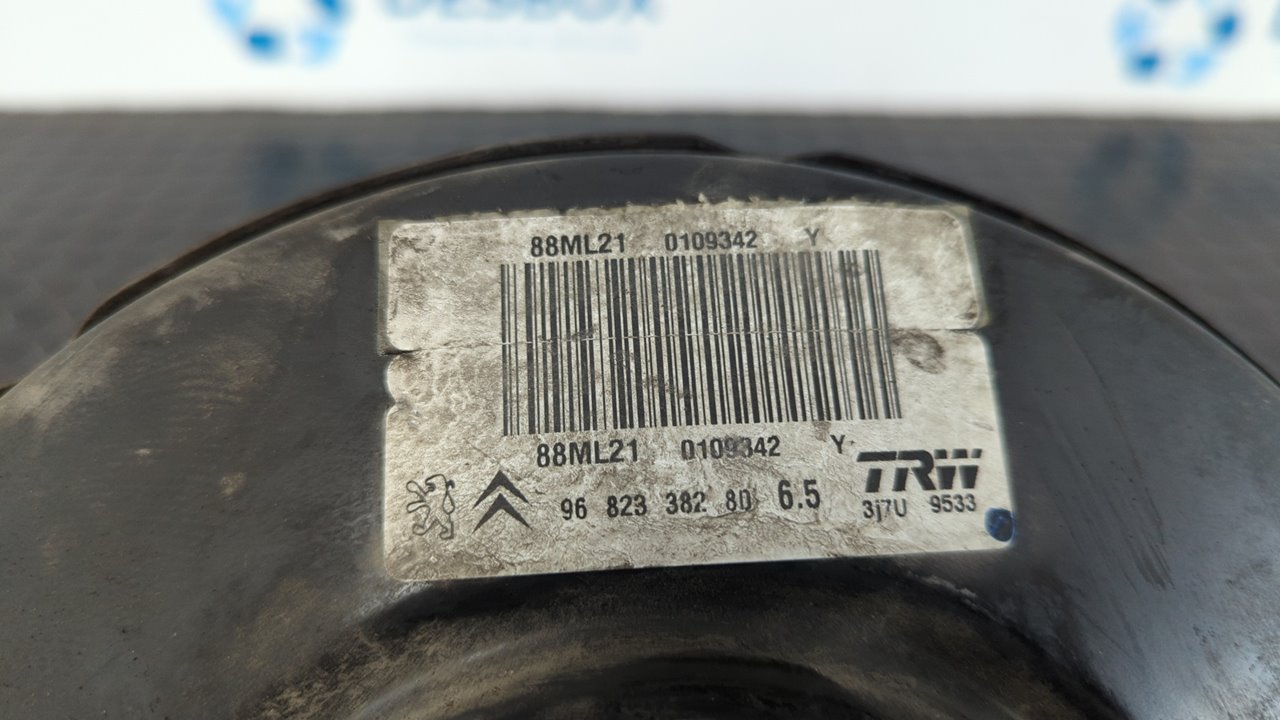 88ML21 0109342 Y
88ML21 0109342 Y
TRW
96 823 382 80 6.5
3j7U 9533